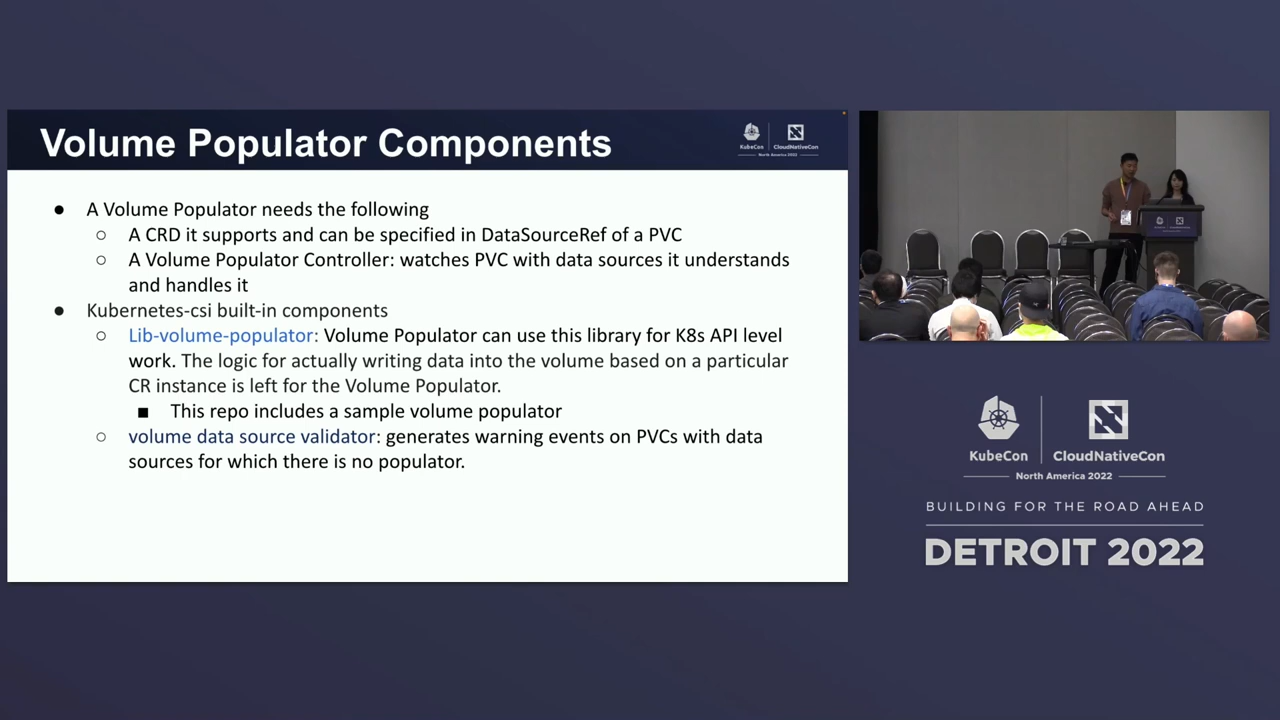 Volume Populator Components
KubeCon
CloudNativeCon
North America 2022
● A Volume Populator needs the following
○ A CRD it supports and can be specified in DataSourceRef of a PVC
○ A Volume Populator Controller: watches PVC with data sources it understands
and handles it
● Kubernetes-csi built-in components
○ Lib-volume-populator: Volume Populator can use this library for K8s API level
work. The logic for actually writing data into the volume based on a particular
CR instance is left for the Volume Populator.
■ This repo includes a sample volume populator
○ volume data source validator: generates warning events on PVCs with data
sources for which there is no populator.
KubeCon
CloudNativeCon
North America 2022
BUILDING FOR THE ROAD AHEAD
DETROIT 2022